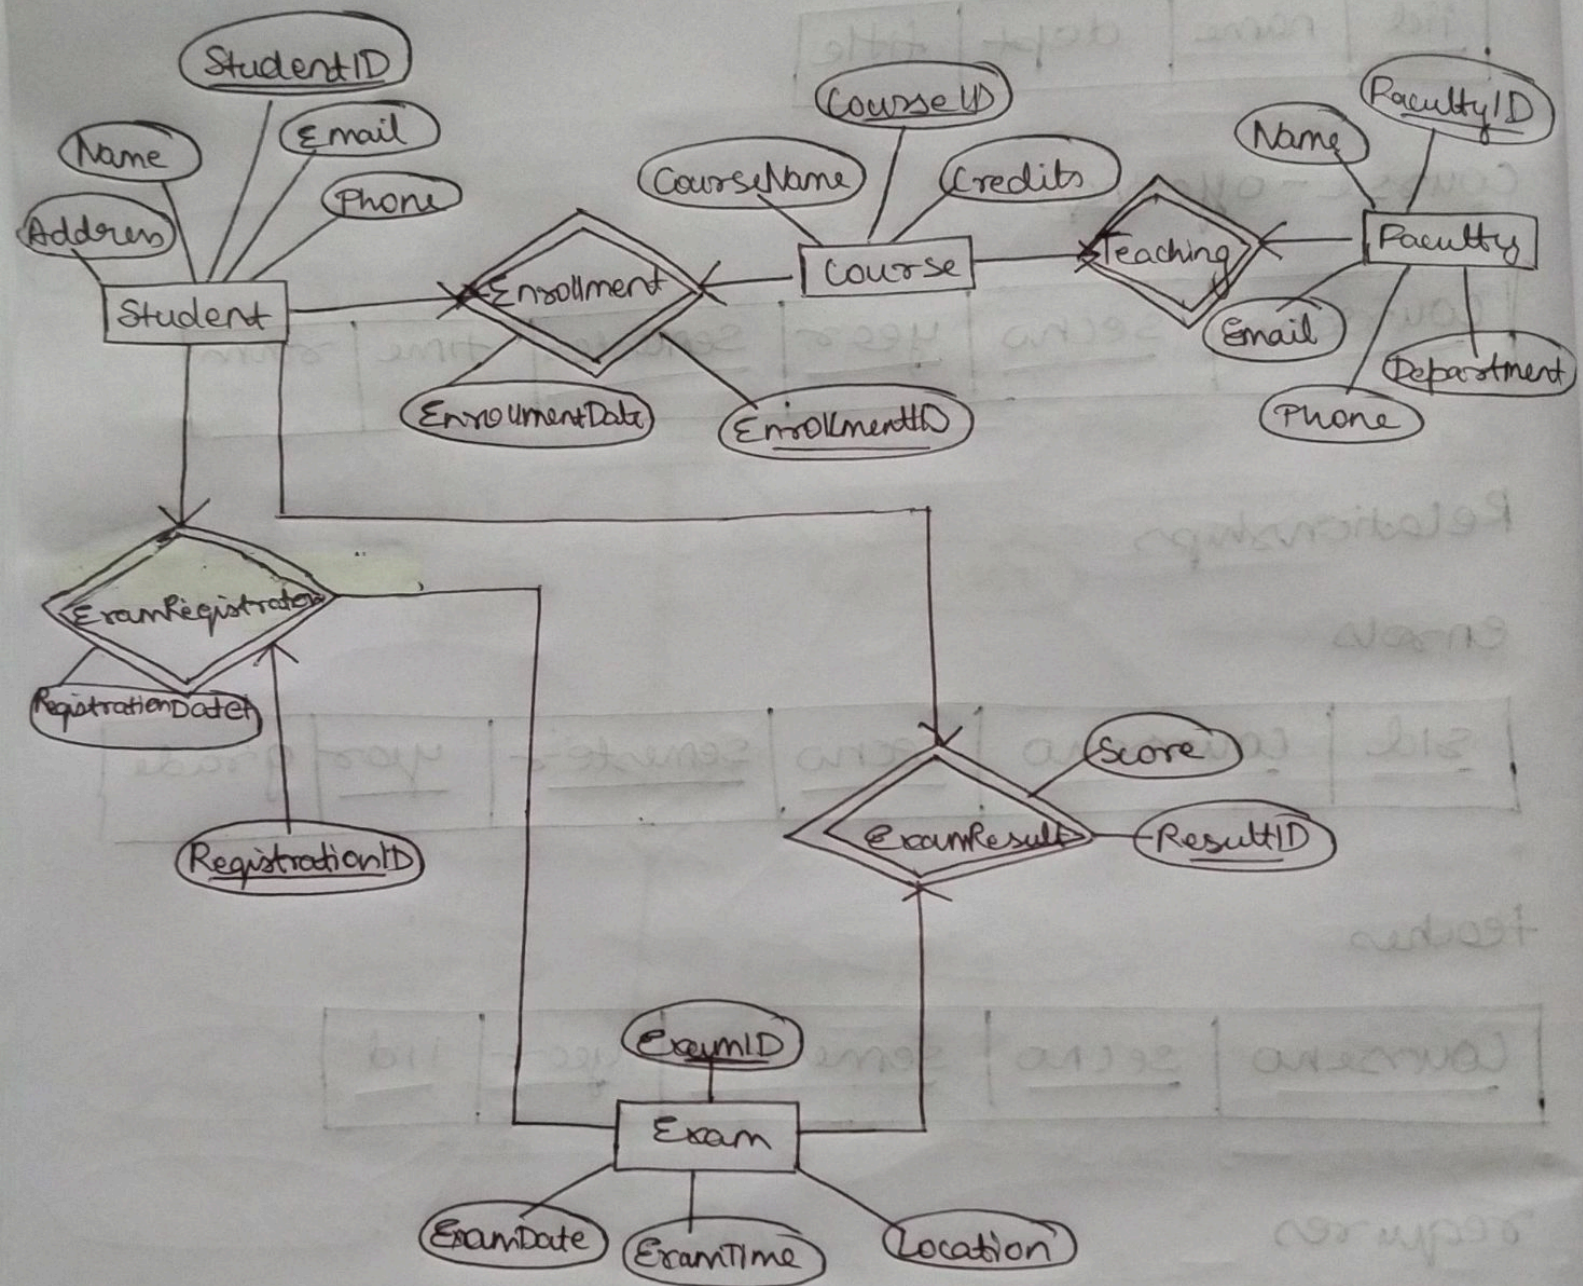 StudentID
Name
Email
Phone
Address
Student
Enrollment
EnrollmentDate
EnrollmentID
CourseID
CourseName
Credits
Course
Teaching
Name
FacultyID
Faculty
Email
Department
Phone
ExamRegistration
RegistrationDate
RegistrationID
Score
ExamResult
ResultID
ExamID
Exam
ExamDate
ExamTime
Location